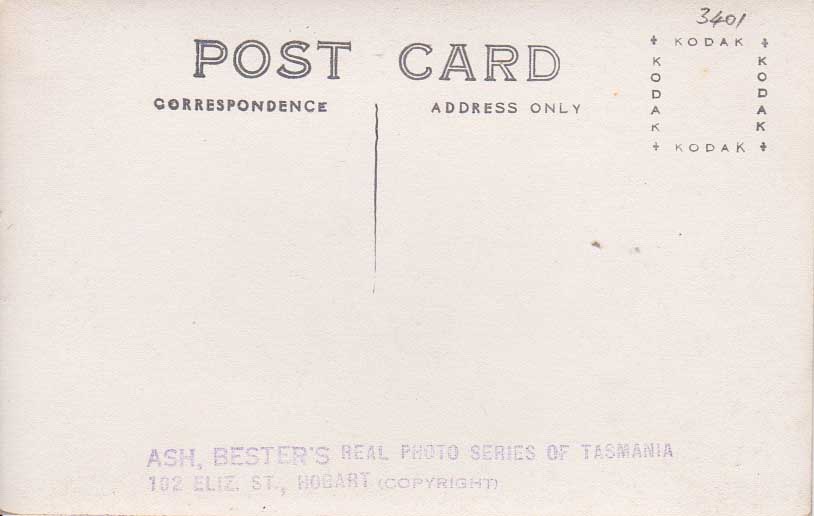 3401
POST CARD
KODAK
KODAK
KODAK
KODAK
CORRESPONDENCE
ADDRESS ONLY
ASH, BESTER'S REAL PHOTO SERIES OF TASMANIA
102 ELIZ. ST., HOBART (COPYRIGHT)